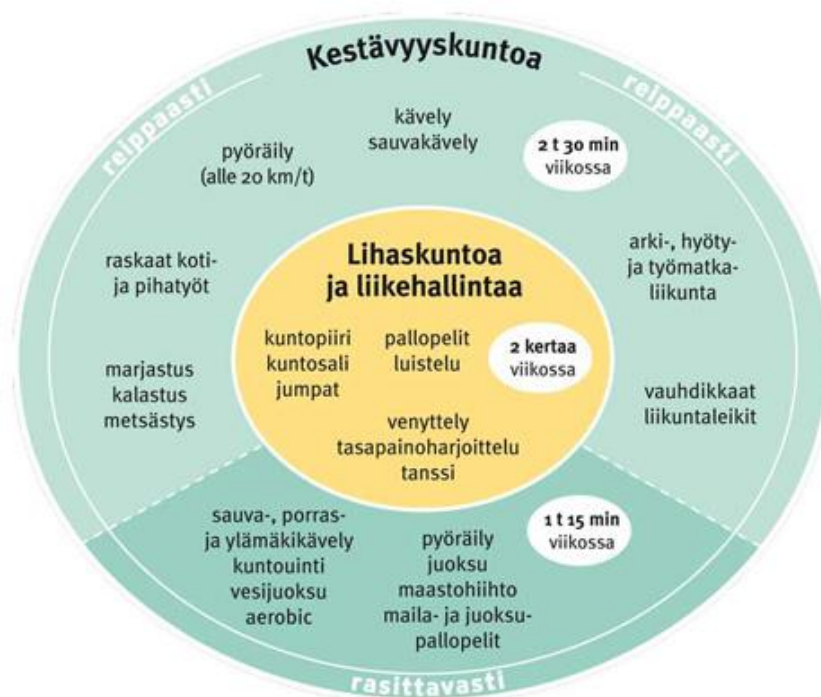 Kestävyyskuntoa
reippaasti
reippaasti
kävely
sauvakävely
pyöräily
(alle 20 km/t)
2 t 30 min
viikossa
raskaat koti-
ja pihatyöt
arki-, hyöty-
ja työmatka-
liikunta
marjastus
kalastus
metsästys
vauhdikkaat
liikuntaleikit
Lihaskuntoa
ja liikehallintaa
kuntopiiri
kuntosali
jumpat
pallopelit
luistelu
2 kertaa
viikossa
venyttely
tasapainoharjoittelu
tanssi
sauva-, porras-
ja ylämäkikävely
kuntouinti
vesijuoksu
aerobic
pyöräily
juoksu
maastohiihto
maila- ja juoksu-
pallopelit
1 t 15 min
viikossa
rasittavasti